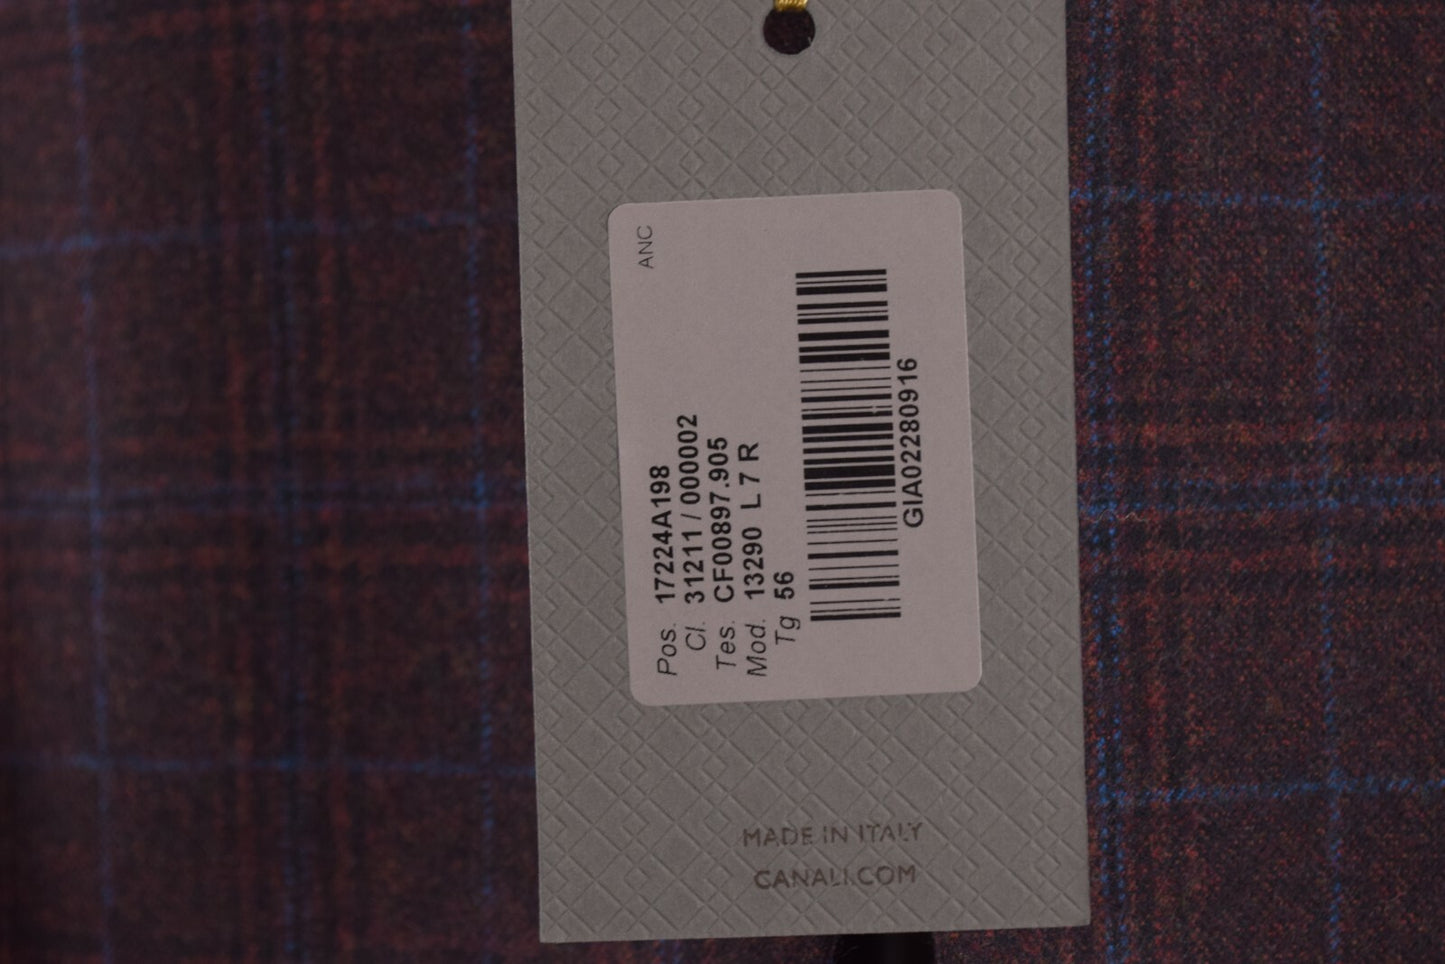 ANC
Pos. 17224A198
Cl. 31211 / 000002
Tes. CF00897.905
Mod. 13290 L 7 R
Tg 56
GIA02280916
MADE IN ITALY
CANALI.COM